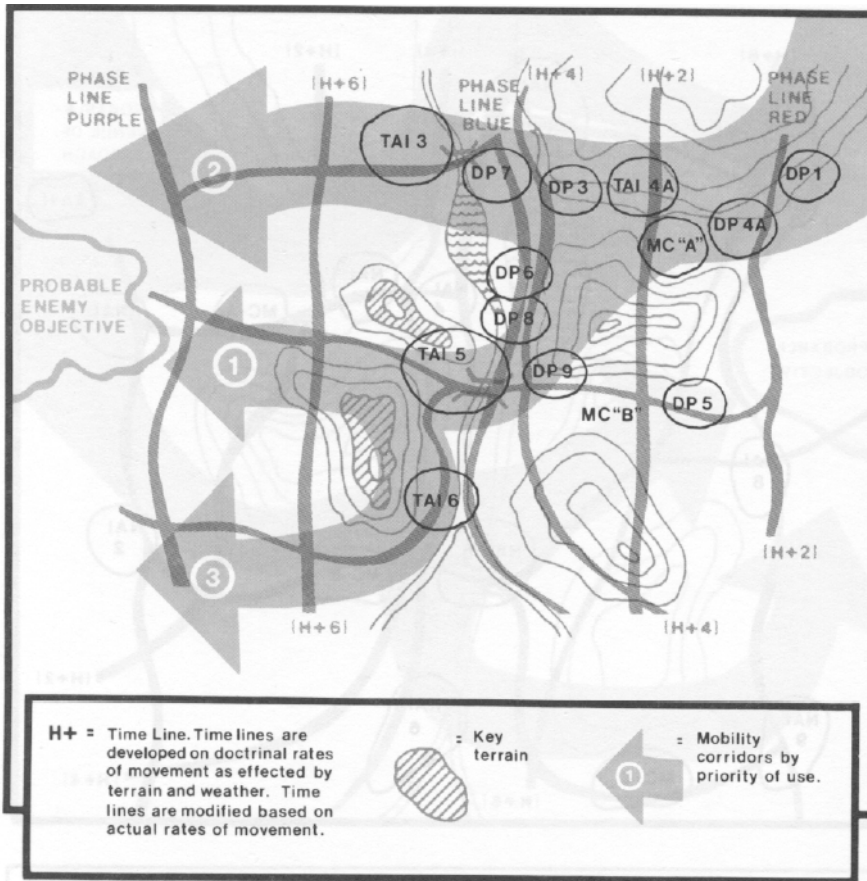 PHASE
LINE
PURPLE
[H+6]
PHASE
LINE
BLUE
[H+4]
[H+2]
PHASE
LINE
RED
TAI 3
2
DP 7
DP 3
TAI 4A
DP 1
DP 4A
MC "A"
PROBABLE
ENEMY
OBJECTIVE
DP 6
DP 8
TAI 5
1
DP 9
MC "B"
DP 5
TAI 6
3
[H+2]
[H+6]
[H+4]
H+ = Time Line. Time lines are
developed on doctrinal rates
of movement as effected by
terrain and weather. Time
lines are modified based on
actual rates of movement.
= Key
terrain
1
= Mobility
corridors by
priority of use.